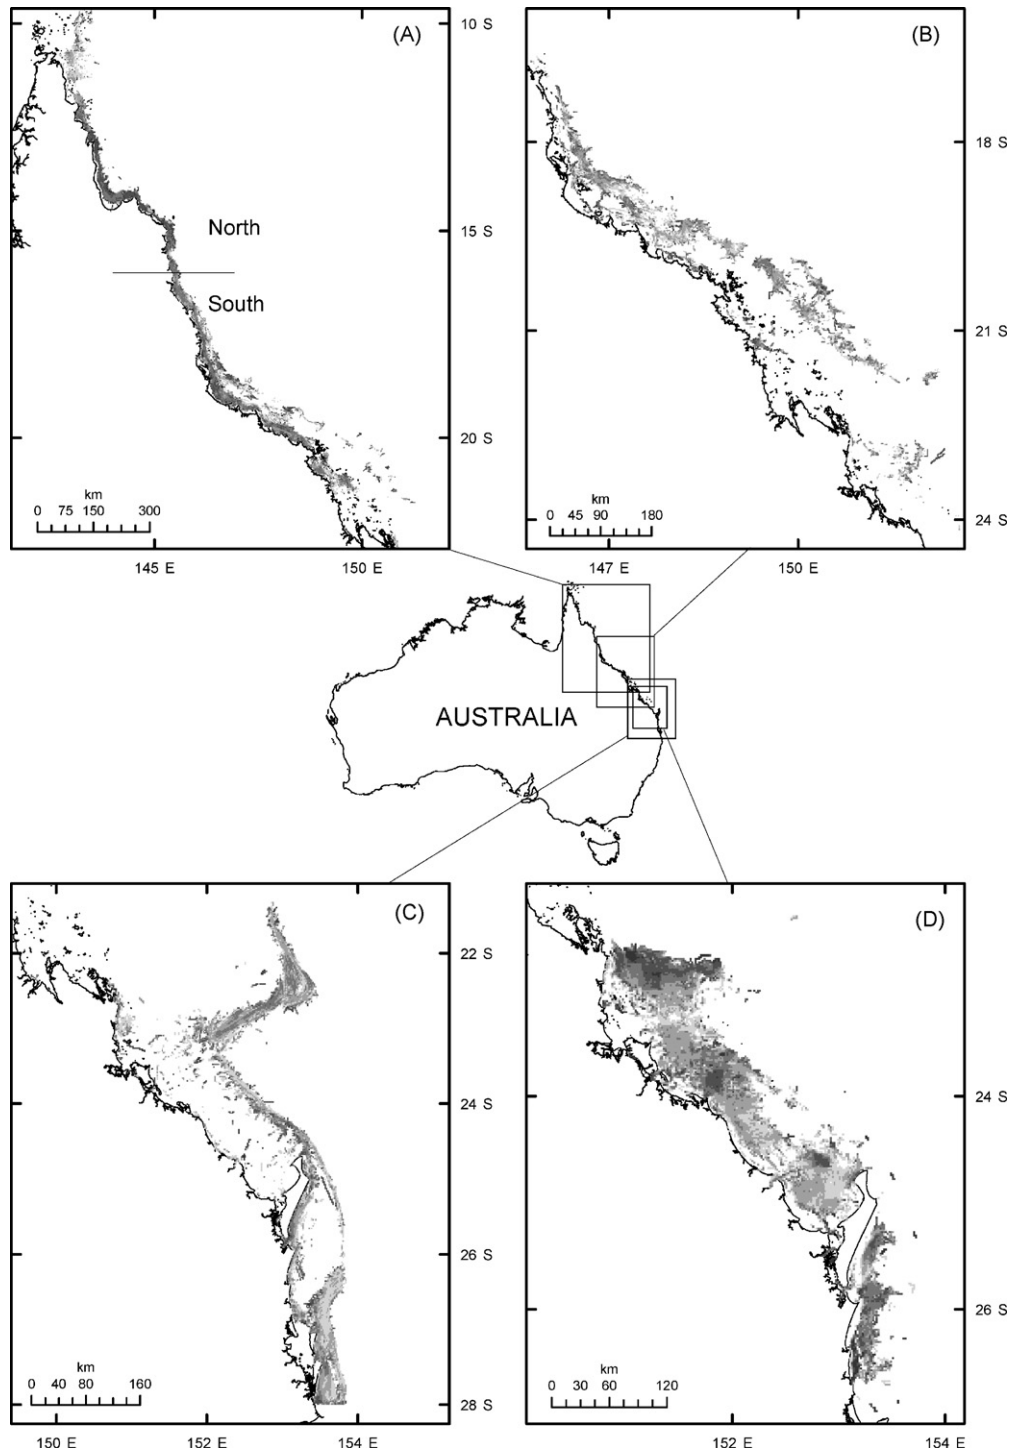 (A)
10 S
North
15 S
South
20 S
km
0 75 150 300
145 E
150 E
(B)
18 S
21 S
km
0 45 90 180
24 S
147 E
150 E
AUSTRALIA
(C)
22 S
24 S
26 S
km
0 40 80 160
28 S
150 E
152 E
154 E
(D)
24 S
26 S
km
0 30 60 120
152 E
154 E